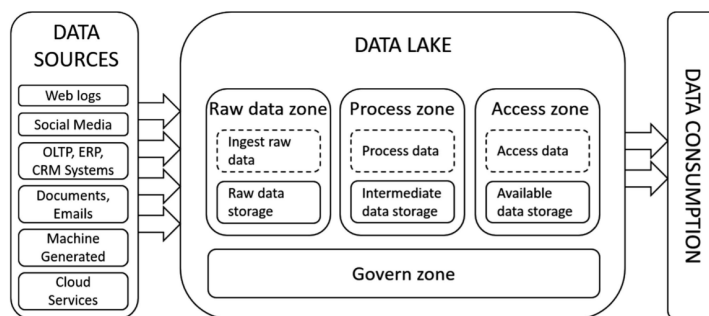 DATA
SOURCES
Web logs
Social Media
OLTP, ERP,
CRM Systems
Documents,
Emails
Machine
Generated
Cloud
Services
DATA LAKE
Raw data zone
Ingest raw
data
Raw data
storage
Process zone
Process data
Intermediate
data storage
Access zone
Access data
Available
data storage
Govern zone
DATA CONSUMPTION